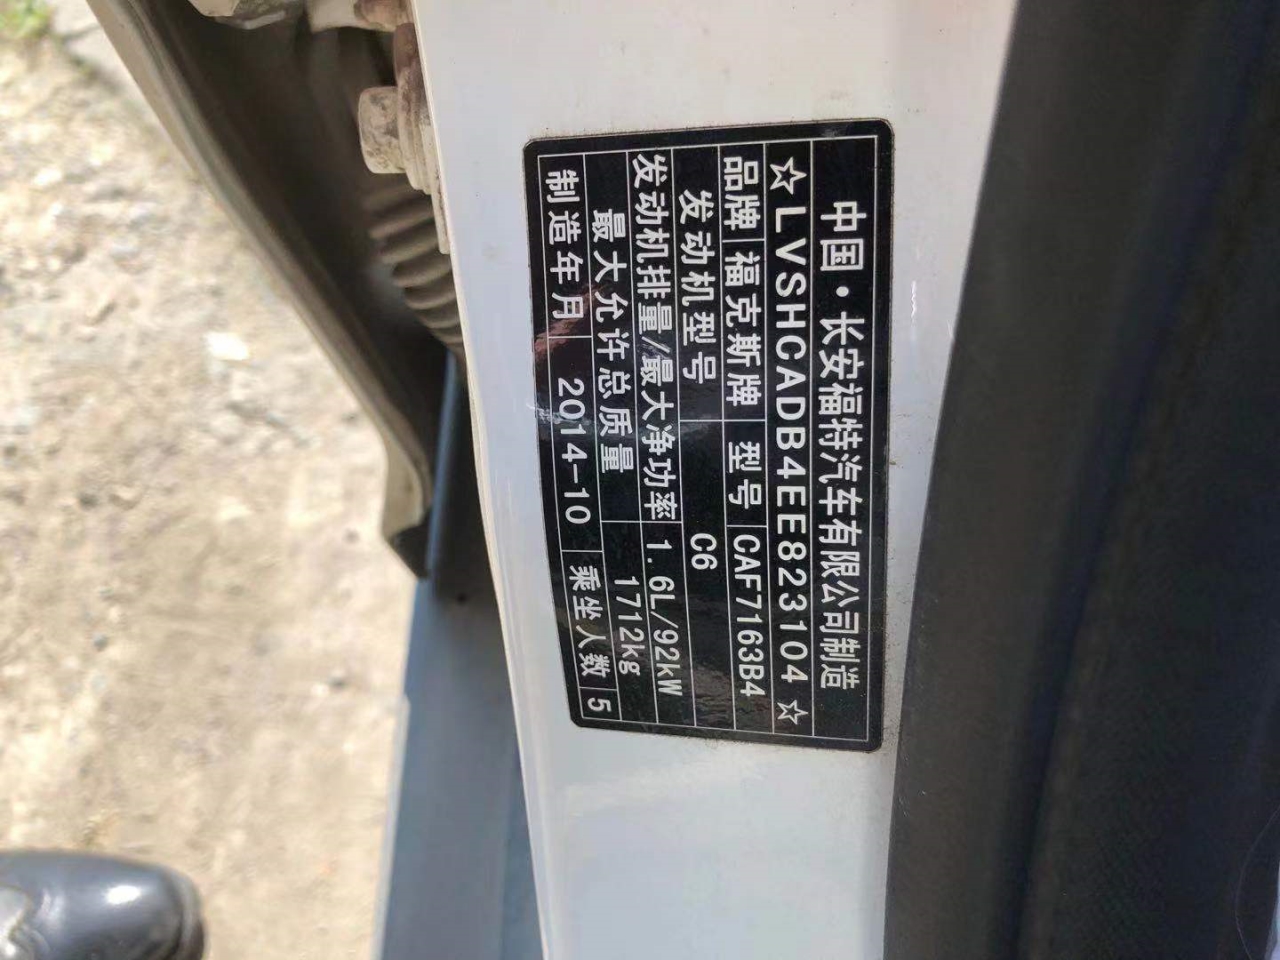 中国·长安福特汽车有限公司制造
☆LVSHCADB4EE823104☆
品牌 福克斯牌 型号 CAF7163B4
发动机型号 C6
发动机排量/最大净功率 1.6L/92kW
最大允许总质量 1712kg
制造年月 2014-10 乘坐人数 5